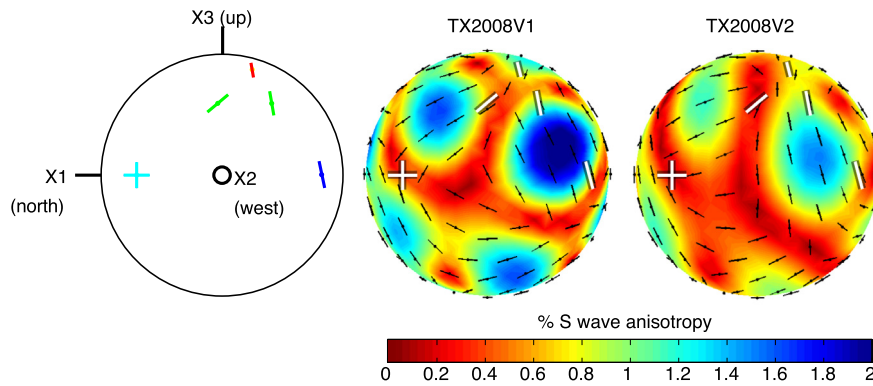 X3 (up)
TX2008V1
TX2008V2
X1
(north)
X2
(west)
% S wave anisotropy
0 0.2 0.4 0.6 0.8 1 1.2 1.4 1.6 1.8 2